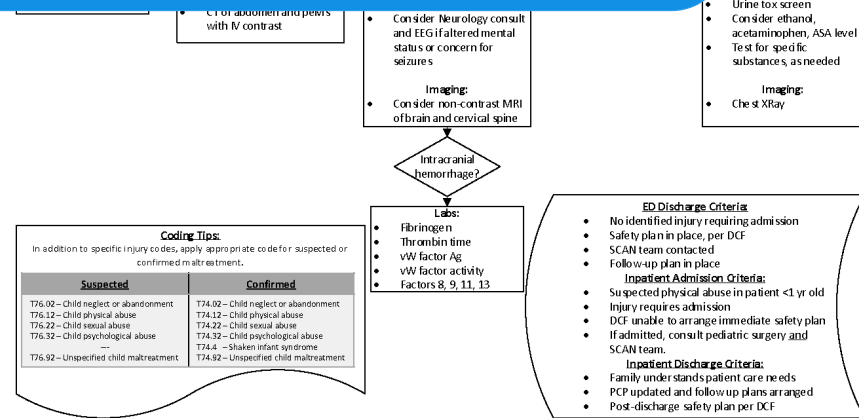 CT of abdomen and pelvis
with IV contrast
Consider Neurology consult
and EEG if altered mental
status or concern for
seizures
Imaging:
Consider non-contrast MRI
of brain and cervical spine
Urine tox screen
Consider ethanol,
acetaminophen, ASA level
Test for specific
substances, as needed
Imaging:
Chest XRay
Intracranial
hemorrhage?
Labs:
Fibrinogen
Thrombin time
vW factor Ag
vW factor activity
Factors 8, 9, 11, 13
Coding Tips:
In addition to specific injury codes, apply appropriate code for suspected or
confirmed maltreatment.
Suspected
T76.02 – Child neglect or abandonment
T76.12 – Child physical abuse
T76.22 – Child sexual abuse
T76.32 – Child psychological abuse
---
T76.92 – Unspecified child maltreatment
Confirmed
T74.02 – Child neglect or abandonment
T74.12 – Child physical abuse
T74.22 – Child sexual abuse
T74.32 – Child psychological abuse
T74.4 – Shaken infant syndrome
T74.92 – Unspecified child maltreatment
ED Discharge Criteria:
No identified injury requiring admission
Safety plan in place, per DCF
SCAN team contacted
Follow-up plan in place
Inpatient Admission Criteria:
Suspected physical abuse in patient <1 yr old
Injury requires admission
DCF unable to arrange immediate safety plan
If admitted, consult pediatric surgery and
SCAN team.
Inpatient Discharge Criteria:
Family understands patient care needs
PCP updated and follow up plans arranged
Post-discharge safety plan per DCF